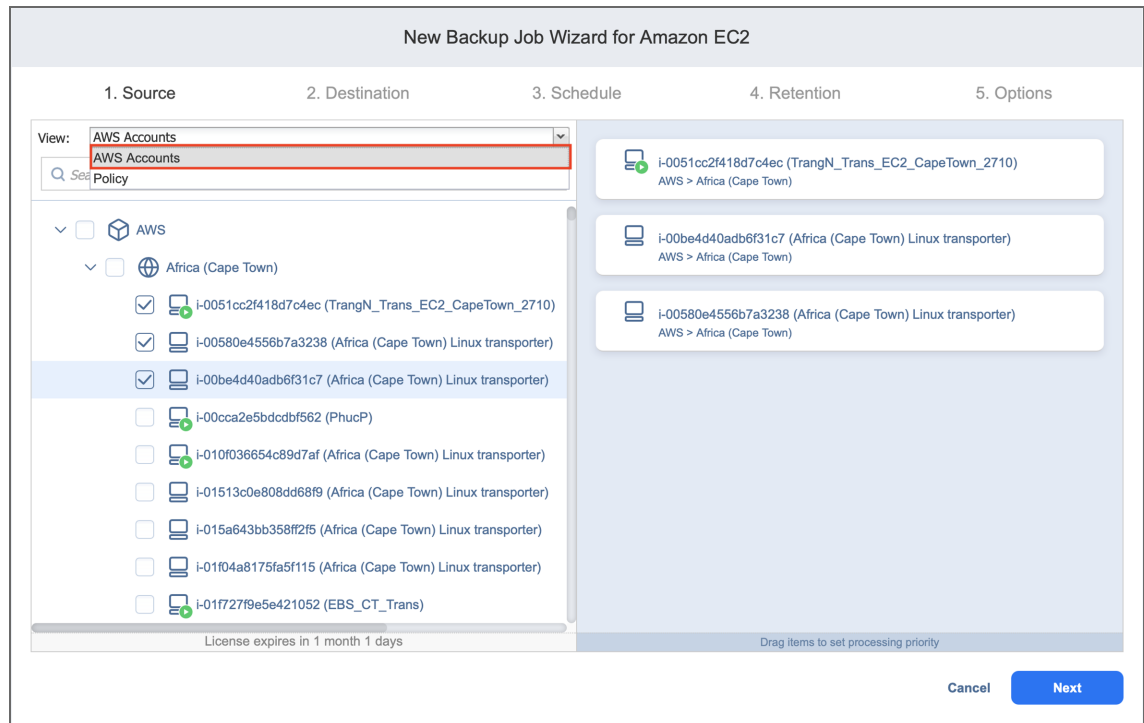 New Backup Job Wizard for Amazon EC2
1. Source
2. Destination
3. Schedule
4. Retention
5. Options
View:
AWS Accounts
AWS Accounts
Policy
Sea
AWS
Africa (Cape Town)
i-0051cc2f418d7c4ec (TrangN_Trans_EC2_CapeTown_2710)
i-00580e4556b7a3238 (Africa (Cape Town) Linux transporter)
i-00be4d40adb6f31c7 (Africa (Cape Town) Linux transporter)
i-00cca2e5bdcdbf562 (PhucP)
i-010f036654c89d7af (Africa (Cape Town) Linux transporter)
i-01513c0e808dd68f9 (Africa (Cape Town) Linux transporter)
i-015a643bb358ff2f5 (Africa (Cape Town) Linux transporter)
i-01f04a8175fa5f115 (Africa (Cape Town) Linux transporter)
i-01f727f9e5e421052 (EBS_CT_Trans)
License expires in 1 month 1 days
i-0051cc2f418d7c4ec (TrangN_Trans_EC2_CapeTown_2710)
AWS > Africa (Cape Town)
i-00be4d40adb6f31c7 (Africa (Cape Town) Linux transporter)
AWS > Africa (Cape Town)
i-00580e4556b7a3238 (Africa (Cape Town) Linux transporter)
AWS > Africa (Cape Town)
Drag items to set processing priority
Cancel
Next